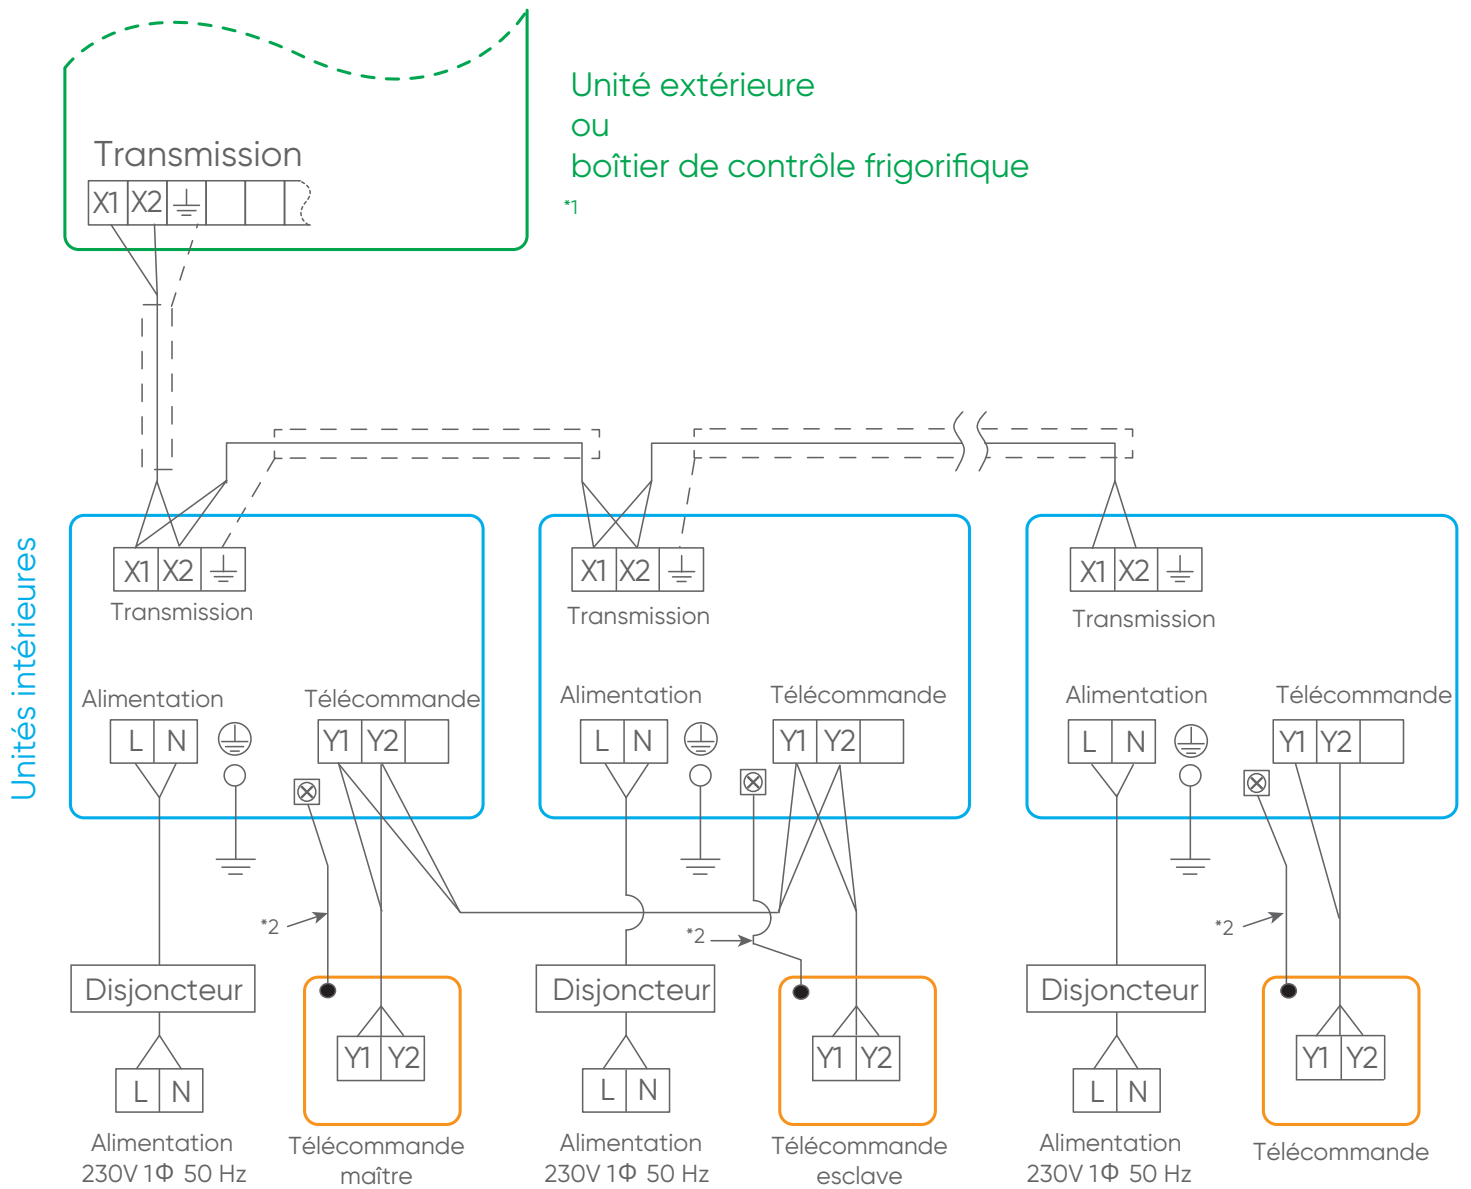 Unité extérieure
ou
boîtier de contrôle frigorifique
*1
Transmission
X1 X2
Unités intérieures
X1 X2
Transmission
Alimentation
L N
Télécommande
Y1 Y2
*2
Disjoncteur
L N
Alimentation
230V 1Φ 50 Hz
Y1 Y2
Télécommande
maître
X1 X2
Transmission
Alimentation
L N
Télécommande
Y1 Y2
*2
Disjoncteur
L N
Alimentation
230V 1Φ 50 Hz
Y1 Y2
Télécommande
esclave
X1 X2
Transmission
Alimentation
L N
Télécommande
Y1 Y2
*2
Disjoncteur
L N
Alimentation
230V 1Φ 50 Hz
Y1 Y2
Télécommande